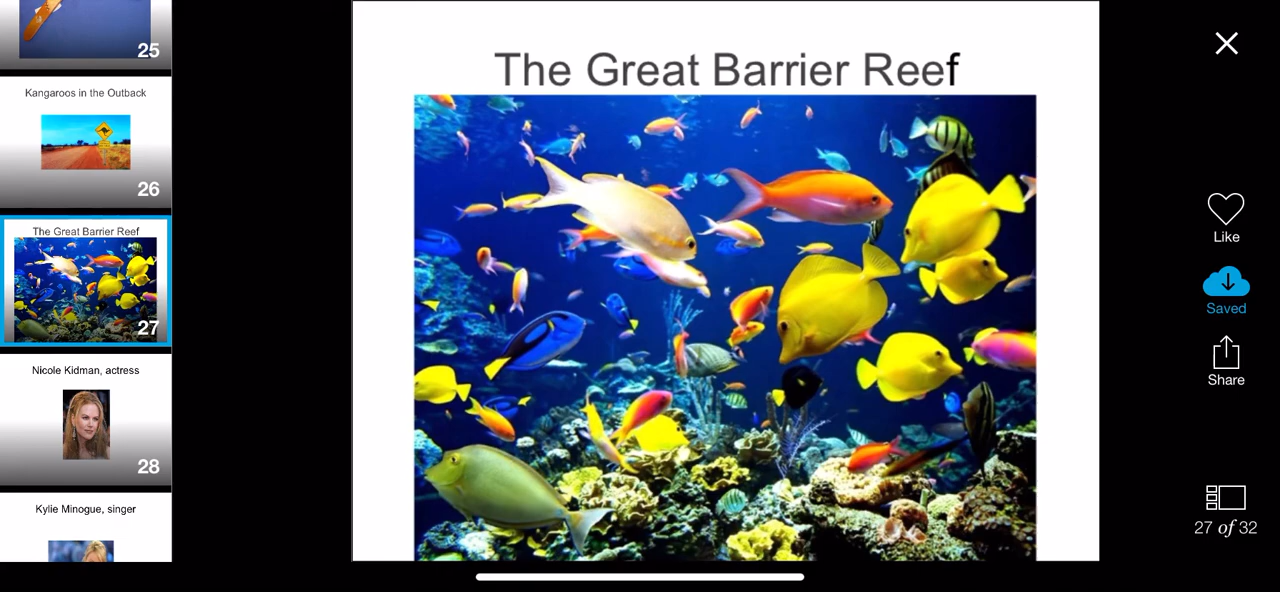 25
Kangaroos in the Outback
26
The Great Barrier Reef
27
Nicole Kidman, actress
28
Kylie Minogue, singer
The Great Barrier Reef
Like
Saved
Share
27 of 32